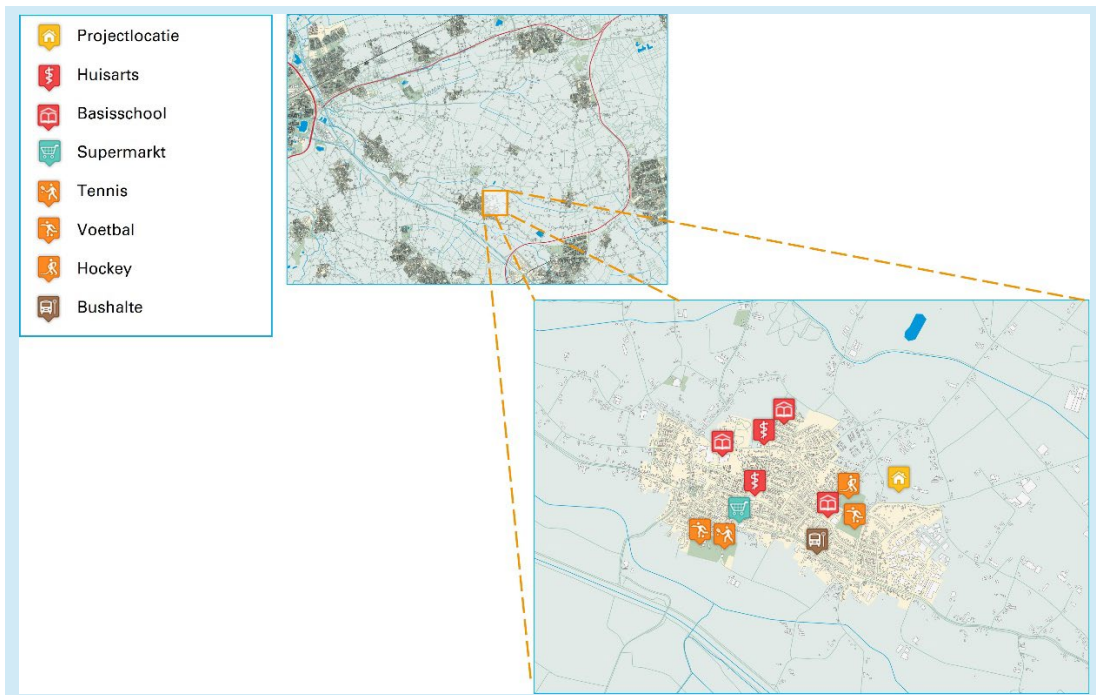 Projectlocatie
Huisarts
Basisschool
Supermarkt
Tennis
Voetbal
Hockey
Bushalte